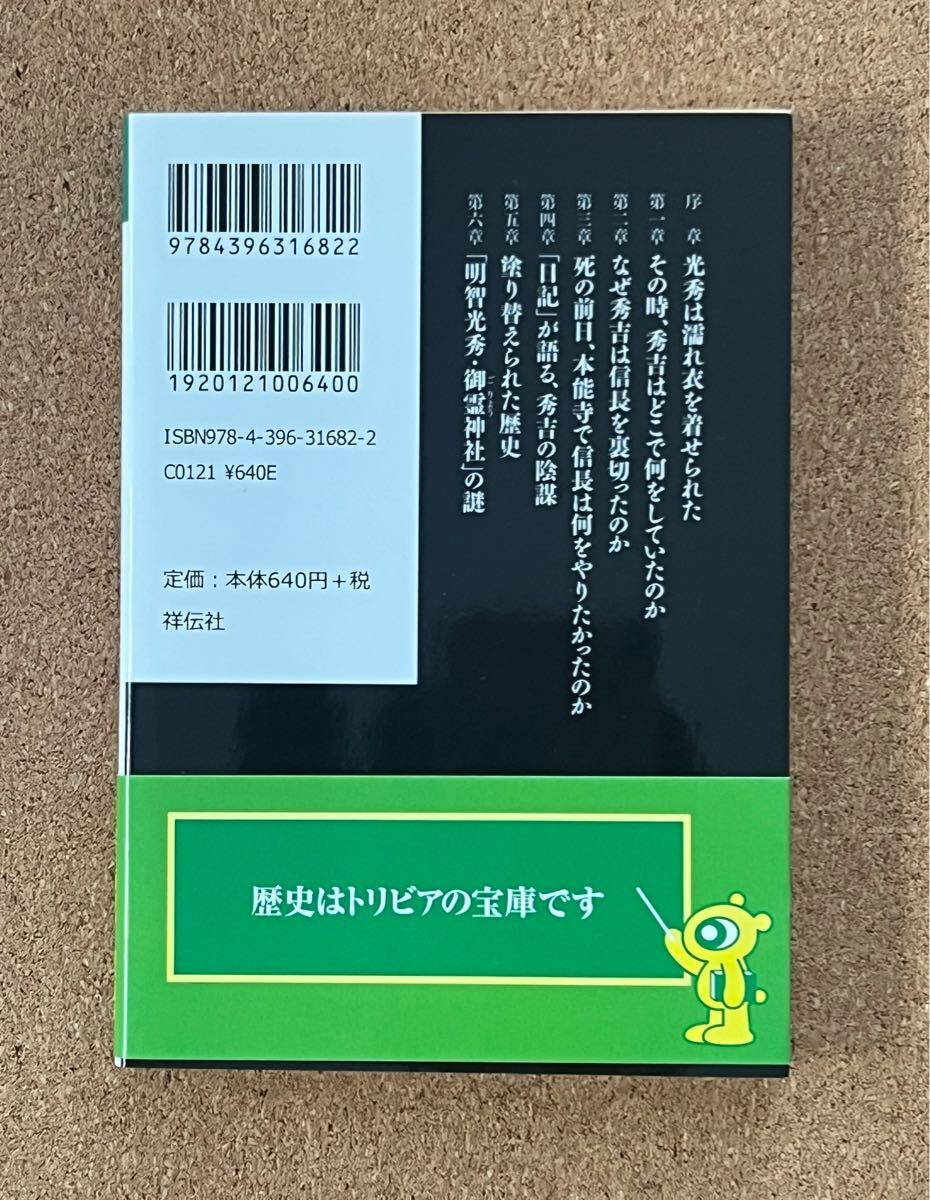 序章 光秀は濡れ衣を着せられた
第一章 その時、秀吉はどこで何をしていたのか
第二章 なぜ秀吉は信長を裏切ったのか
第三章 死の前日、本能寺で信長は何をやりたかったのか
第四章 「日記」が語る、秀吉の陰謀
第五章 塗り替えられた歴史
第六章 「明智光秀・御霊神社」の謎
ごりょう
9784396316822
1920121006400
ISBN978-4-396-31682-2
C0121 ¥640E
定価：本体640円＋税
祥伝社
歴史はトリビアの宝庫です